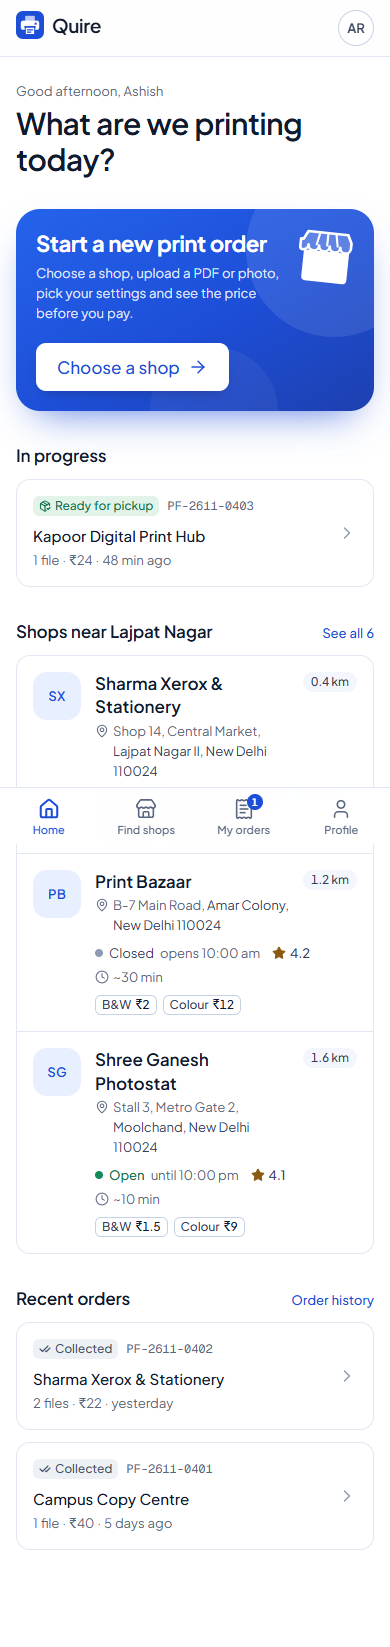 Quire
AR
Good afternoon, Ashish
What are we printing
today?
Start a new print order
Choose a shop, upload a PDF or photo,
pick your settings and see the price
before you pay.
Choose a shop
In progress
Ready for pickup PF-2611-0403
Kapoor Digital Print Hub
1 file · ₹24 · 48 min ago
Shops near Lajpat Nagar See all 6
SX
Sharma Xerox &
Stationery
0.4 km
Shop 14, Central Market,
Lajpat Nagar II, New Delhi
110024
1
Home Find shops My orders Profile
PB
Print Bazaar 1.2 km
B-7 Main Road, Amar Colony,
New Delhi 110024
Closed opens 10:00 am 4.2
~30 min
B&W ₹2 Colour ₹12
SG
Shree Ganesh
Photostat
1.6 km
Stall 3, Metro Gate 2,
Moolchand, New Delhi
110024
Open until 10:00 pm 4.1
~10 min
B&W ₹1.5 Colour ₹9
Recent orders Order history
Collected PF-2611-0402
Sharma Xerox & Stationery
2 files · ₹22 · yesterday
Collected PF-2611-0401
Campus Copy Centre
1 file · ₹40 · 5 days ago